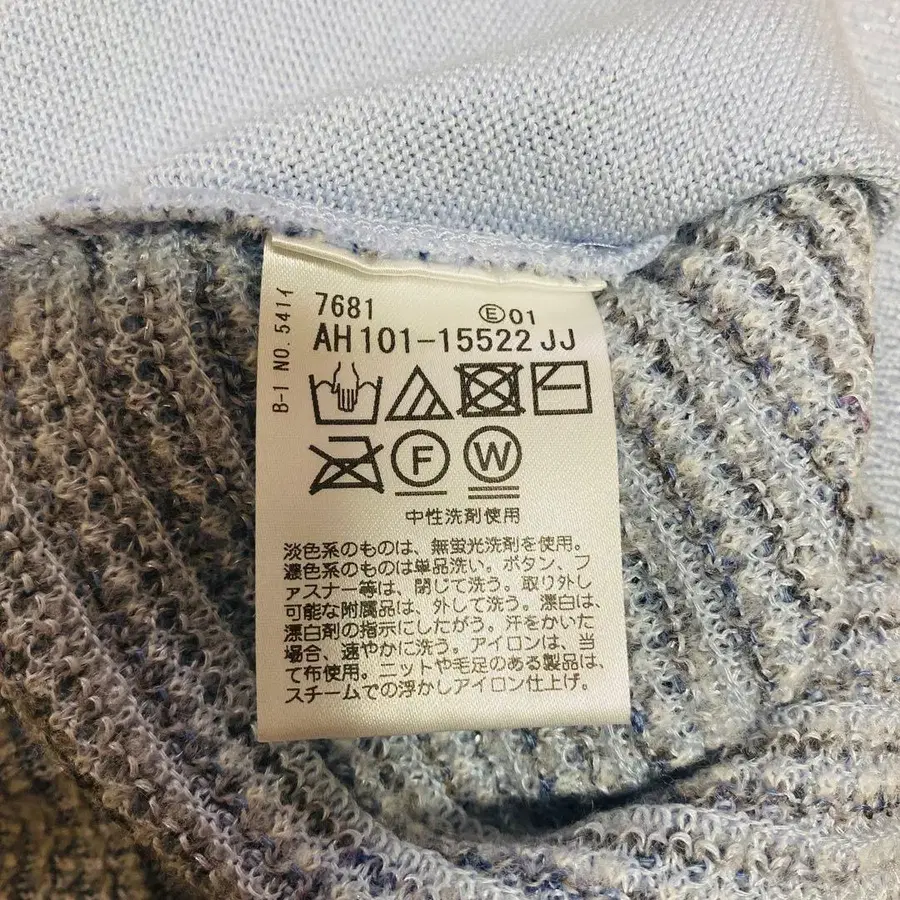 B-1 NO. 541イ
7681 Ⓔ01
AH101-15522 JJ
F W
中性洗剤使用
淡色系のものは、無蛍光洗剤を使用。
濃色系のものは単品洗い。ボタン、フ
ァスナー等は、閉じて洗う。取り外し
可能な附属品は、外して洗う。漂白は、
漂白剤の指示にしたがう。汗をかいた
場合、速やかに洗う。アイロンは、当
て布使用。ニットや毛足のある製品は、
スチームでの浮かしアイロン仕上げ。